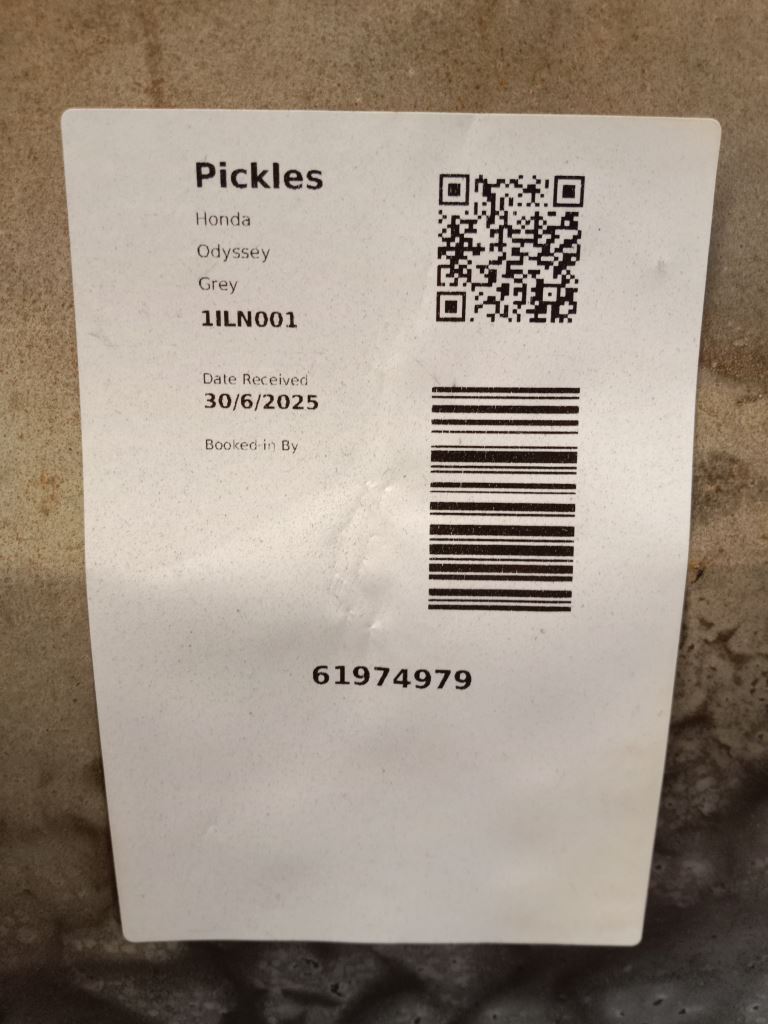 Pickles
Honda
Odyssey
Grey
1ILN001
Date Received
30/6/2025
Booked-in By
61974979